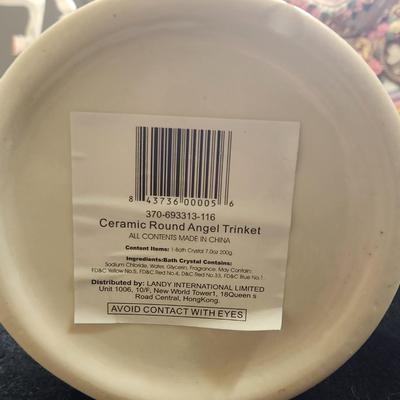 8 43736 00005 6
370-693313-116
Ceramic Round Angel Trinket
ALL CONTENTS MADE IN CHINA
Content Items: 1-Bath Crystal 7.0oz 200g.
Ingredients:Bath Crystal Contains:
Sodium Chloride, Water, Glycerin, Fragrance. May Contain:
FD&C Yellow No.5, FD&C Red No.4, D&C Red No.33, FD&C Blue No.1
Distributed by: LANDY INTERNATIONAL LIMITED
Unit 1006, 10/F, New World Tower1, 18Queen s
Road Central, HongKong.
AVOID CONTACT WITH EYES